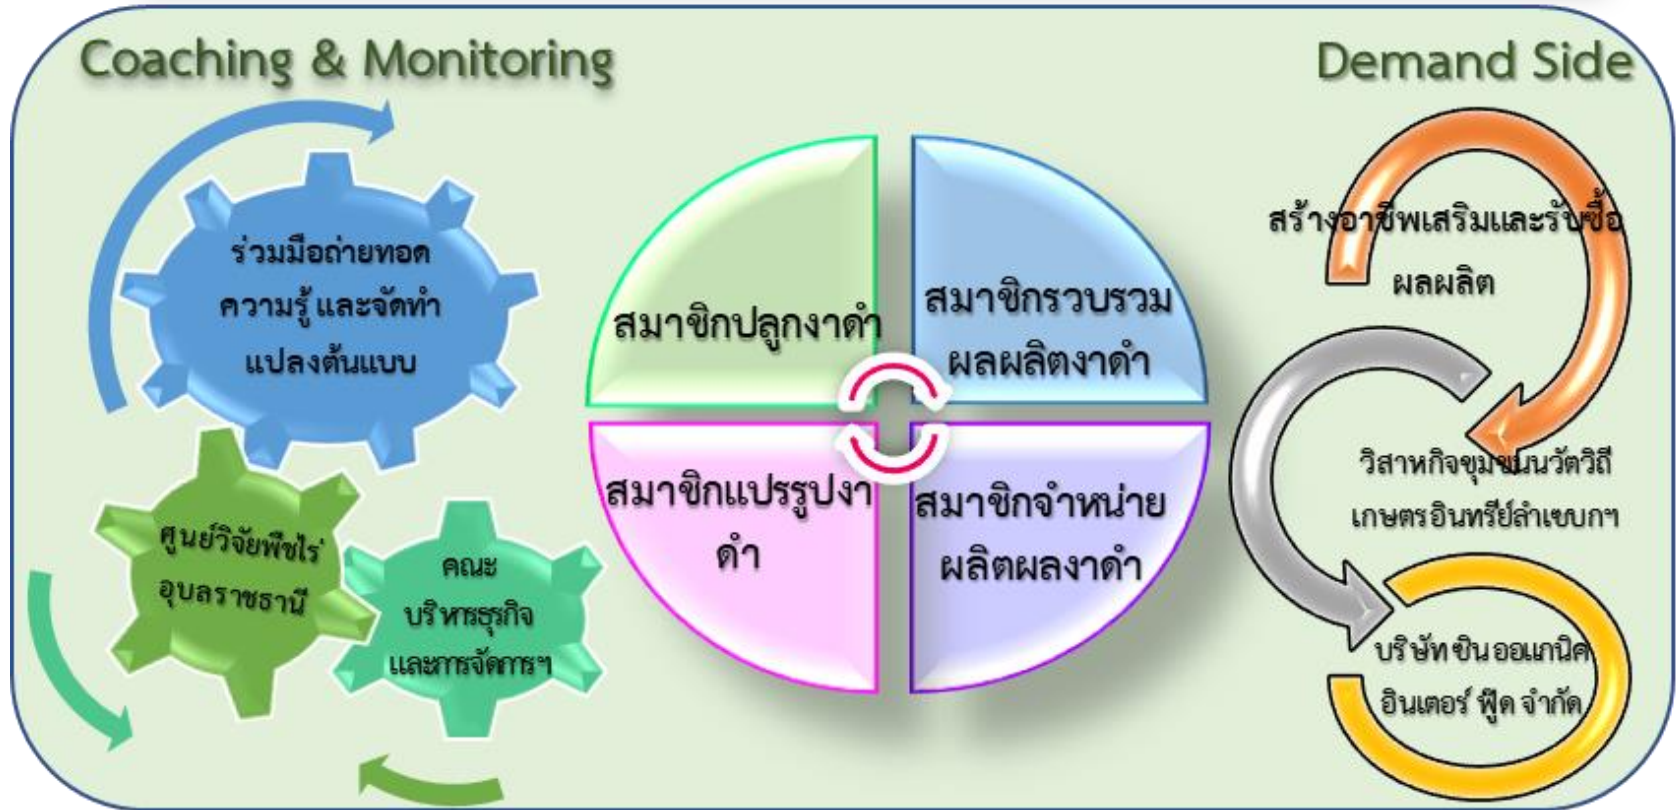 Coaching & Monitoring
ร่วมมือถ่ายทอด
ความรู้ และจัดทำ
แปลงต้นแบบ
ศูนย์วิจัยพืชไร่
อุบลราชธานี
คณะ
บริหารธุรกิจ
และการจัดการฯ
สมาชิกปลูกงาดำ
สมาชิกรวบรวม
ผลผลิตงาดำ
สมาชิกแปรรูปงา
ดำ
สมาชิกจำหน่าย
ผลิตผลงาดำ
Demand Side
สร้างอาชีพเสริมและรับซื้อ
ผลผลิต
วิสาหกิจชุมชนนวัตวิถี
เกษตรอินทรีย์ลำเซบกฯ
บริษัท ซิน ออแกนิค
อินเตอร์ ฟู๊ด จำกัด